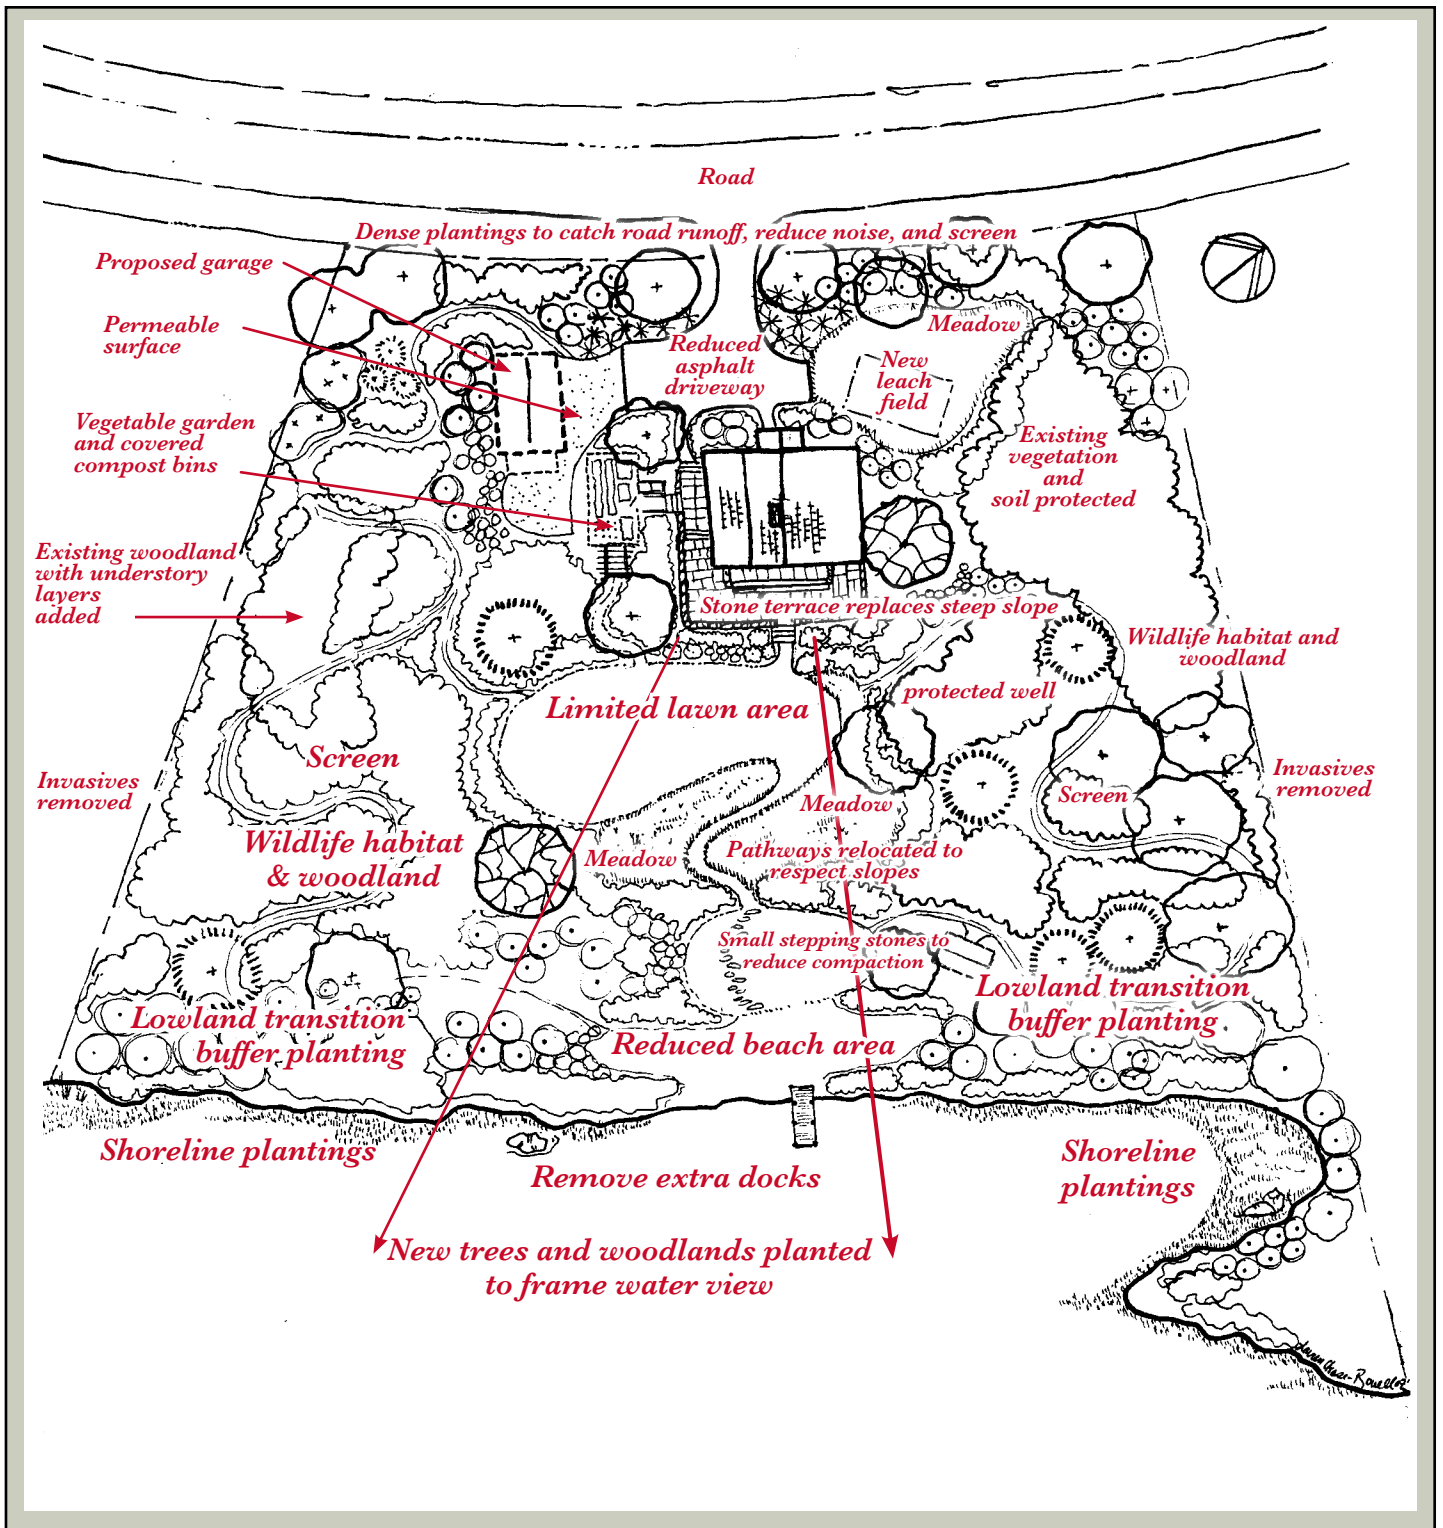 Road
Dense plantings to catch road runoff, reduce noise, and screen
Proposed garage
Permeable
surface
Meadow
Reduced
asphalt
driveway
New
leach
field
Vegetable garden
and covered
compost bins
Existing
vegetation
and
soil protected
Existing woodland
with understory
layers
added
Stone terrace replaces steep slope
Wildlife habitat and
woodland
protected well
Limited lawn area
Screen
Invasives
removed
Meadow
Screen
Invasives
removed
Wildlife habitat
& woodland
Meadow
Pathways relocated to
respect slopes
Small stepping stones to
reduce compaction
Lowland transition
buffer planting
Lowland transition
buffer planting
Reduced beach area
Shoreline plantings
Remove extra docks
Shoreline
plantings
New trees and woodlands planted
to frame water view